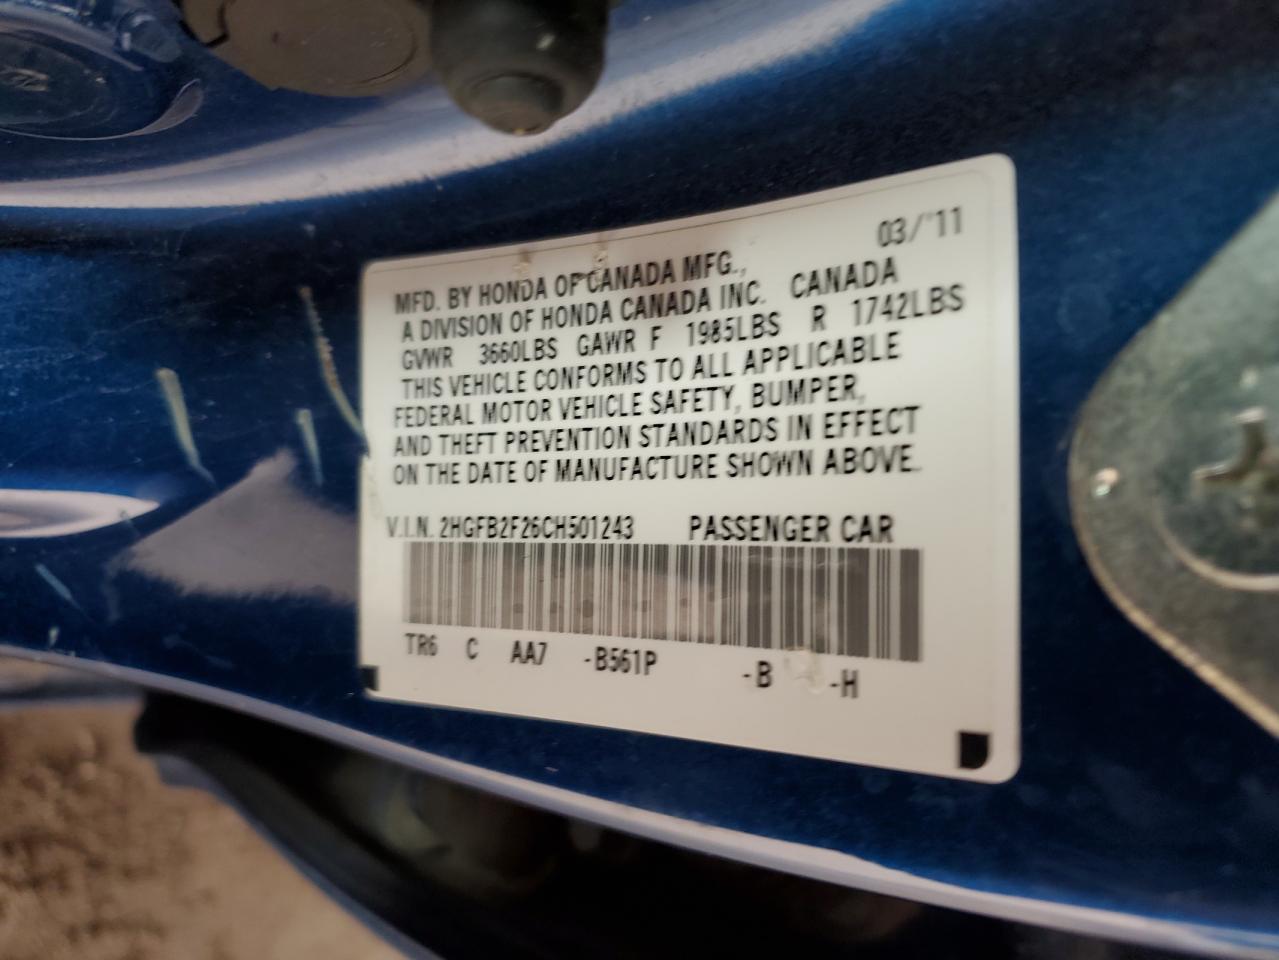 03/'11
MFD. BY HONDA OF CANADA MFG.,
A DIVISION OF HONDA CANADA INC. CANADA
GVWR 3660LBS GAWR F 1985LBS R 1742LBS
THIS VEHICLE CONFORMS TO ALL APPLICABLE
FEDERAL MOTOR VEHICLE SAFETY, BUMPER,
AND THEFT PREVENTION STANDARDS IN EFFECT
ON THE DATE OF MANUFACTURE SHOWN ABOVE.
V.I.N. 2HGFB2F26CH501243 PASSENGER CAR
TR6 C AA7 -B561P -B -H